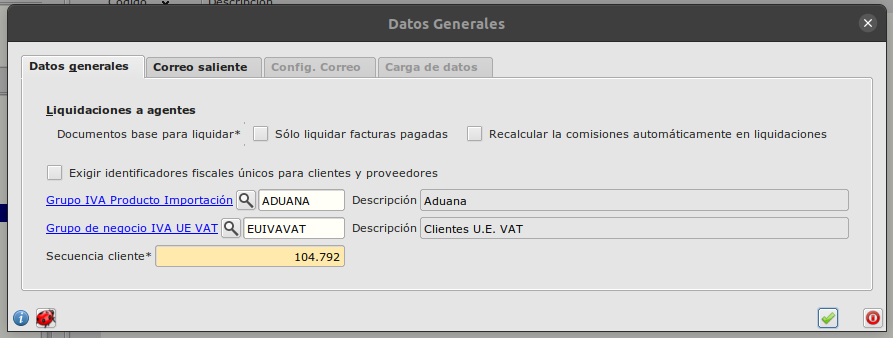 Código Descripción
Datos Generales
Datos generales Correo saliente Config. Correo Carga de datos
Liquidaciones a agentes
Documentos base para liquidar* Sólo liquidar facturas pagadas Recalcular la comisiones automáticamente en liquidaciones
Exigir identificadores fiscales únicos para clientes y proveedores
Grupo IVA Producto Importación ADUANA Descripción Aduana
Grupo de negocio IVA UE VAT EUIVAVAT Descripción Clientes U.E. VAT
Secuencia cliente* 104.792